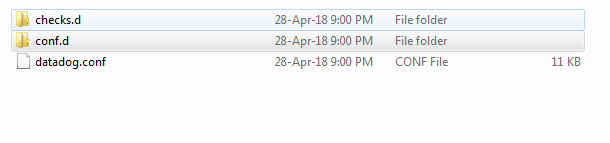 checks.d 28-Apr-18 9:00 PM File folder
conf.d 28-Apr-18 9:00 PM File folder
datadog.conf 28-Apr-18 9:00 PM CONF File 11 KB